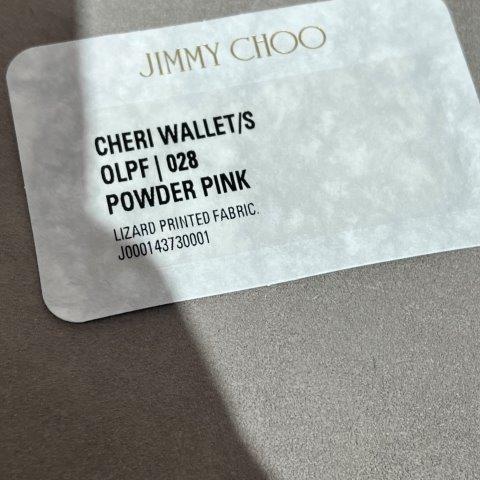 JIMMY CHOO
CHERI WALLET/S
OLPF | 028
POWDER PINK
LIZARD PRINTED FABRIC.
J000143730001